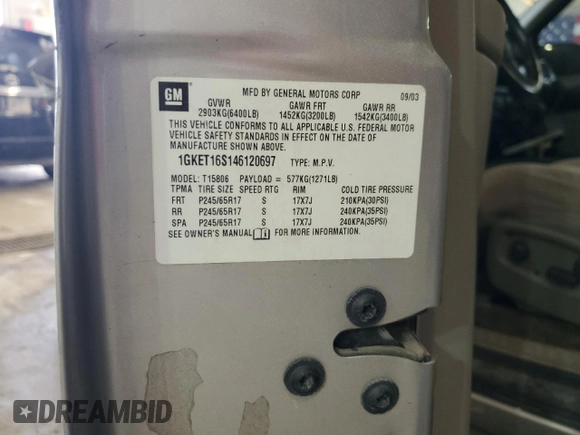 GM
MFD BY GENERAL MOTORS CORP 09/03
GVWR GAWR FRT GAWR RR
2903KG(6400LB) 1452KG(3200LB) 1542KG(3400LB)
THIS VEHICLE CONFORMS TO ALL APPLICABLE U.S. FEDERAL MOTOR
VEHICLE SAFETY STANDARDS IN EFFECT ON THE DATE OF
MANUFACTURE SHOWN ABOVE.
1GKET16S146120697 TYPE: M.P.V.
MODEL: T15806 PAYLOAD = 577KG(1271LB)
TPMA TIRE SIZE SPEED RTG RIM COLD TIRE PRESSURE
FRT P245/65R17 S 17X7J 210KPA(30PSI)
RR P245/65R17 S 17X7J 240KPA(35PSI)
SPA P245/65R17 S 17X7J 240KPA(35PSI)
SEE OWNER'S MANUAL FOR MORE INFORMATION.
DREAMBID